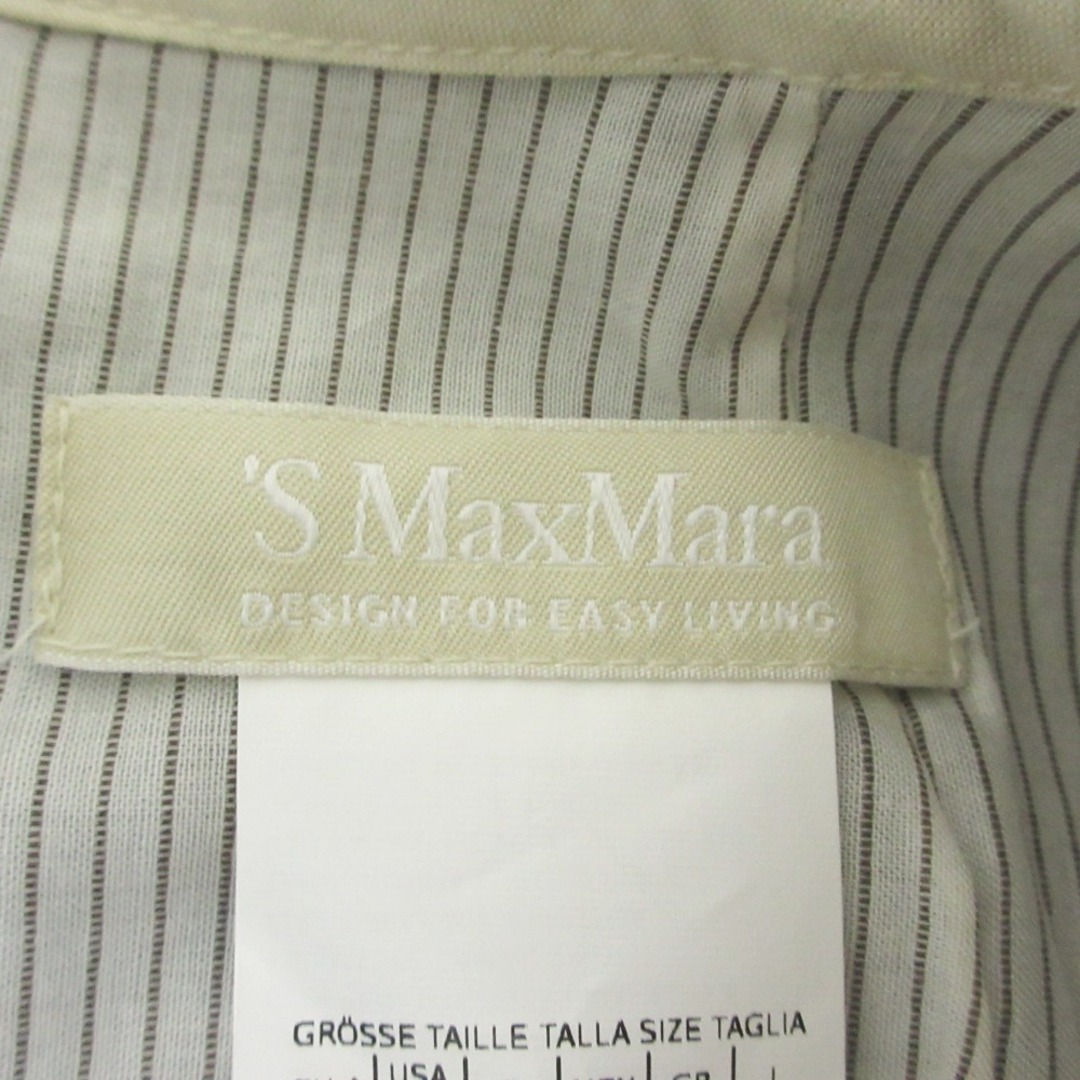 'S MaxMara
DESIGN FOR EASY LIVING
GRÖSSE TAILLE TALLA SIZE TAGLIA
USA